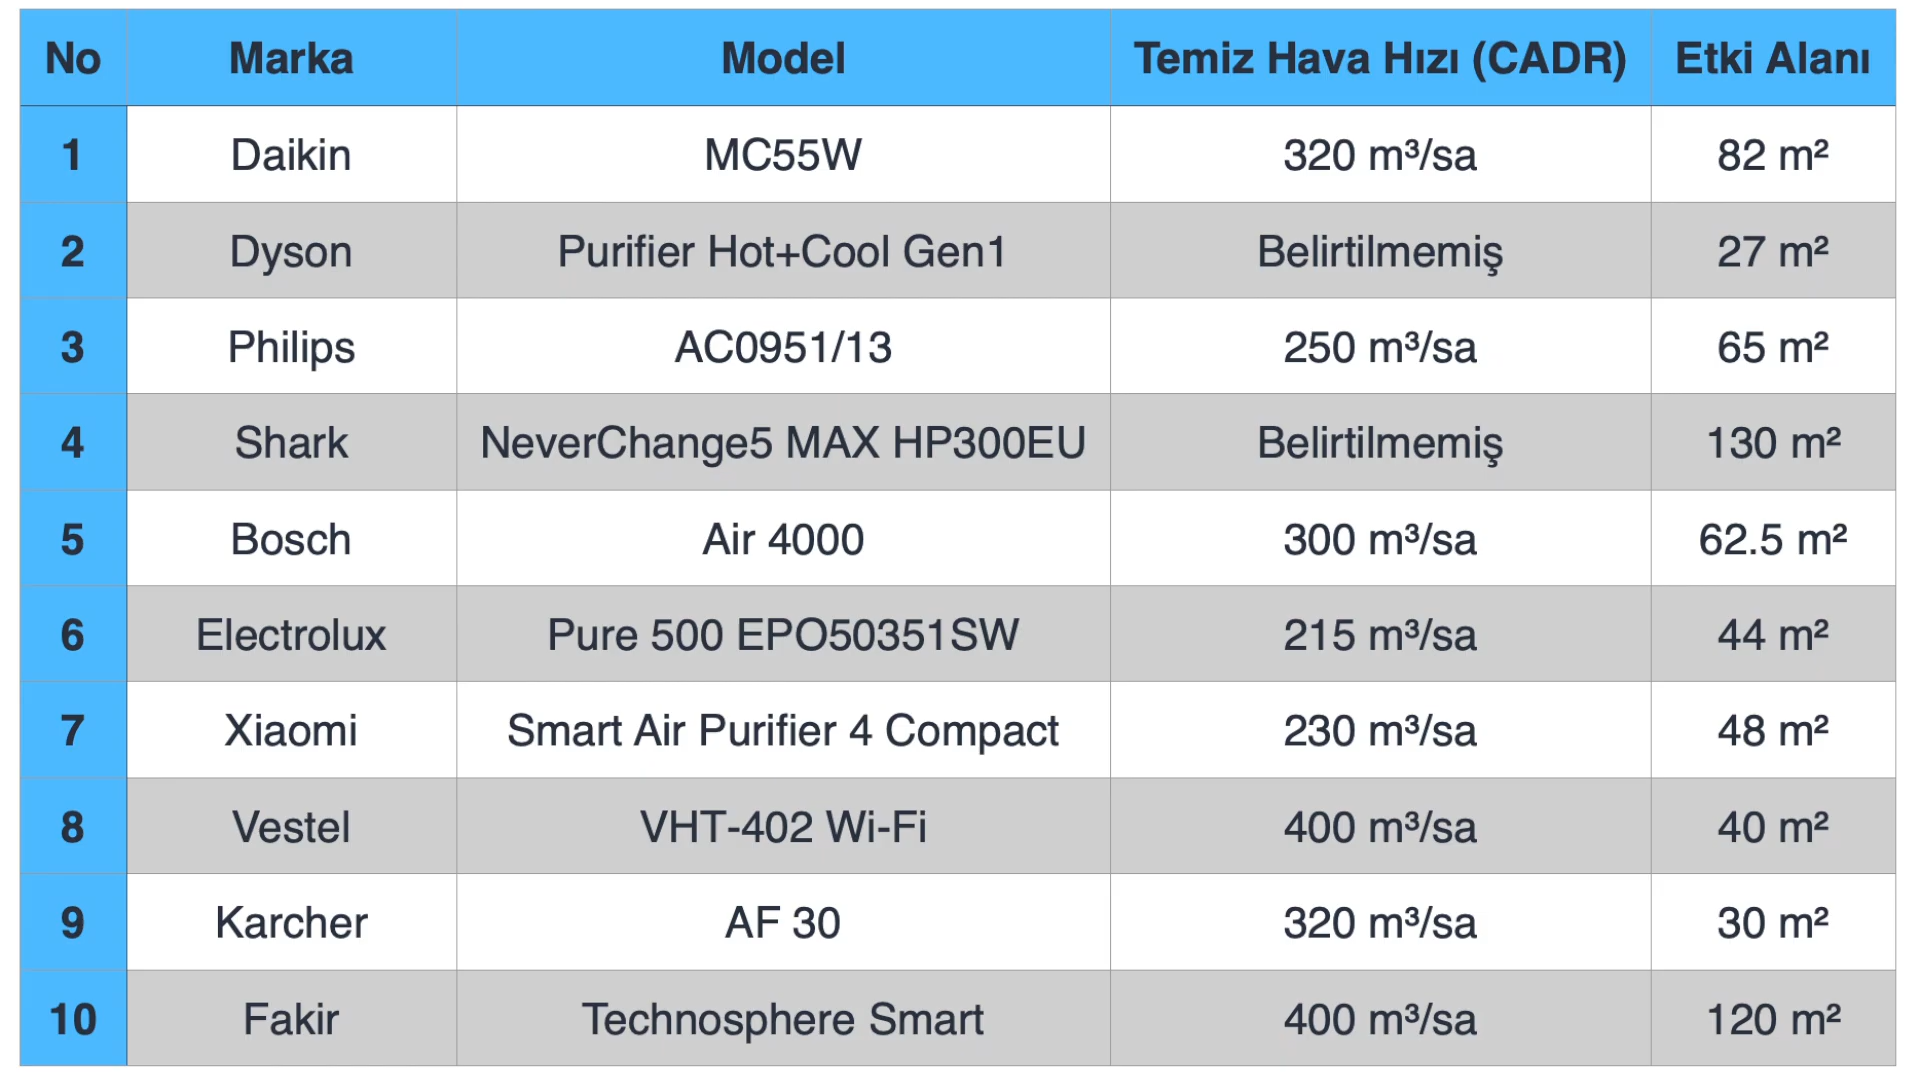 No Marka Model Temiz Hava Hızı (CADR) Etki Alanı
1 Daikin MC55W 320 m³/sa 82 m²
2 Dyson Purifier Hot+Cool Gen1 Belirtilmemiş 27 m²
3 Philips AC0951/13 250 m³/sa 65 m²
4 Shark NeverChange5 MAX HP300EU Belirtilmemiş 130 m²
5 Bosch Air 4000 300 m³/sa 62.5 m²
6 Electrolux Pure 500 EPO50351SW 215 m³/sa 44 m²
7 Xiaomi Smart Air Purifier 4 Compact 230 m³/sa 48 m²
8 Vestel VHT-402 Wi-Fi 400 m³/sa 40 m²
9 Karcher AF 30 320 m³/sa 30 m²
10 Fakir Technosphere Smart 400 m³/sa 120 m²